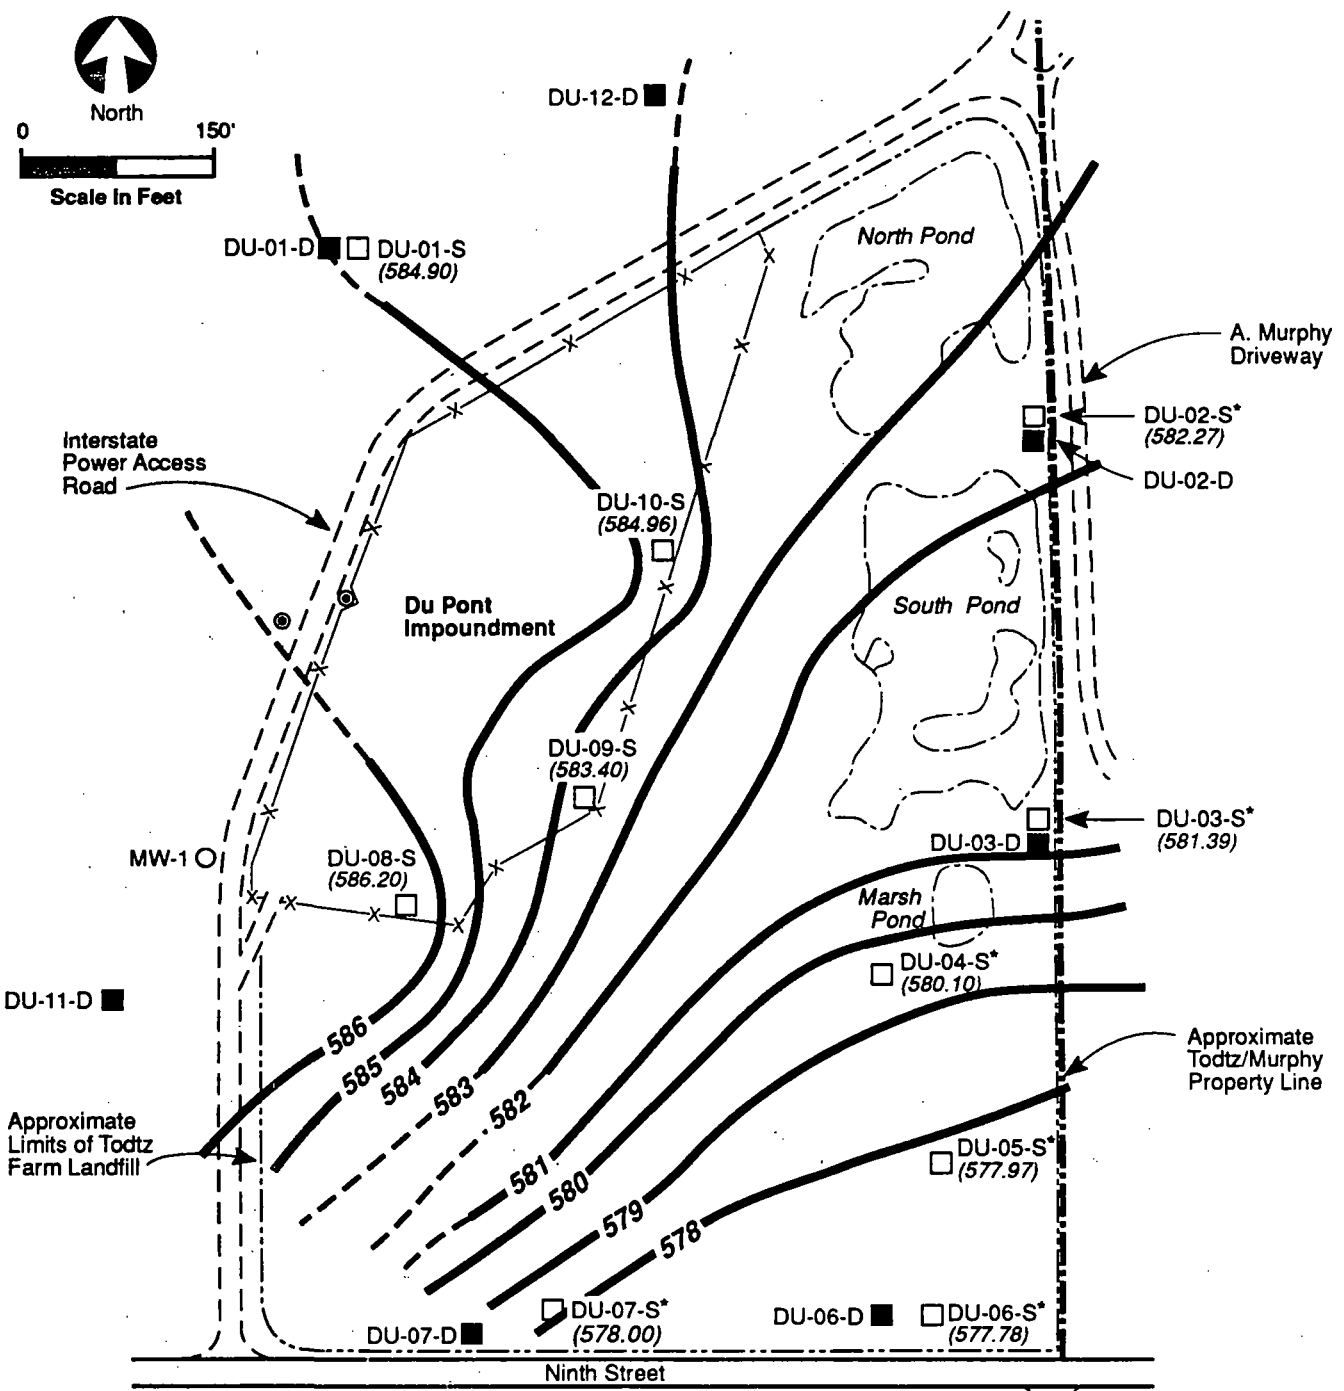 North
0 150'
Scale In Feet
DU-12-D
DU-01-D
DU-01-S
(584.90)
North Pond
A. Murphy
Driveway
DU-02-S*
(582.27)
DU-02-D
Interstate
Power Access
Road
DU-10-S
(584.96)
Du Pont
Impoundment
South Pond
DU-09-S
(583.40)
DU-03-S*
(581.39)
DU-03-D
MW-1
DU-08-S
(586.20)
Marsh
Pond
DU-04-S*
(580.10)
DU-11-D
586
585
584
583
582
581
580
579
578
Approximate
Todtz/Murphy
Property Line
Approximate
Limits of Todtz
Farm Landfill
DU-05-S*
(577.97)
DU-07-S*
(578.00)
DU-07-D
DU-06-D
DU-06-S*
(577.78)
Ninth Street